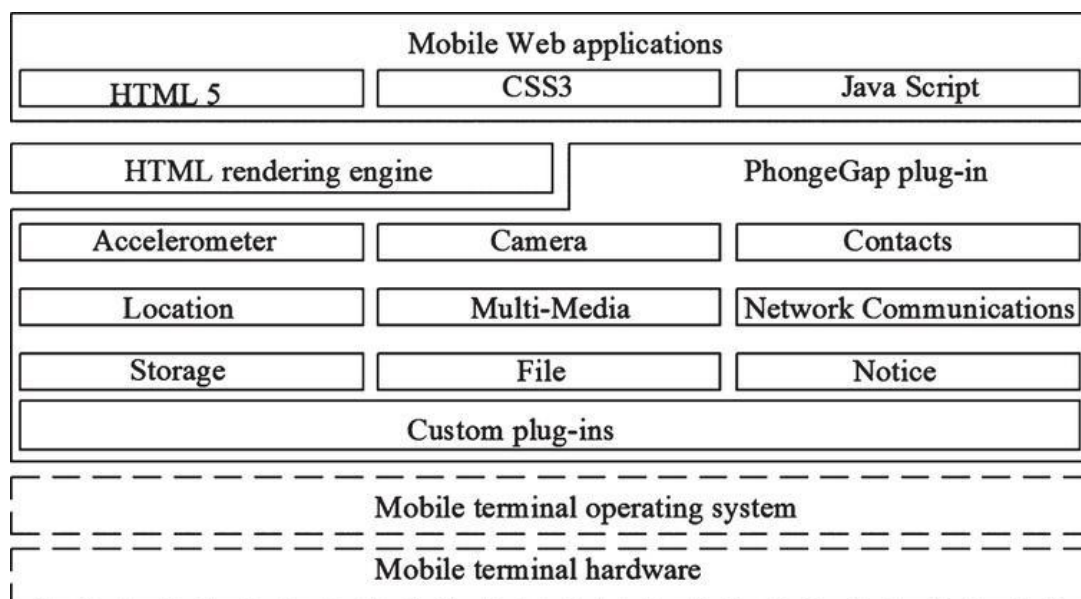 Mobile Web applications
HTML 5
CSS3
Java Script
HTML rendering engine
PhongeGap plug-in
Accelerometer
Camera
Contacts
Location
Multi-Media
Network Communications
Storage
File
Notice
Custom plug-ins
Mobile terminal operating system
Mobile terminal hardware